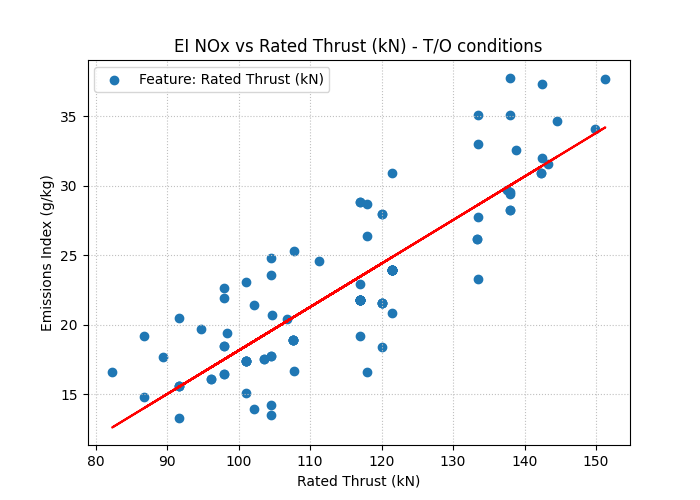 EI NOx vs Rated Thrust (kN) - T/O conditions
Feature: Rated Thrust (kN)
Emissions Index (g/kg)
35
30
25
20
15
80 90 100 110 120 130 140 150
Rated Thrust (kN)